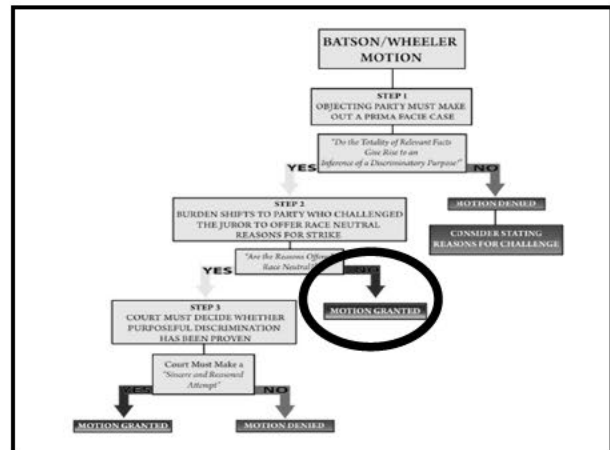 BATSON/WHEELER
MOTION
STEP 1
OBJECTING PARTY MUST MAKE
OUT A PRIMA FACIE CASE
"Do the Totality of Relevant Facts
Give Rise to an
Inference of a Discriminatory Purpose?"
YES
NO
STEP 2
BURDEN SHIFTS TO PARTY WHO CHALLENGED
THE JUROR TO OFFER RACE NEUTRAL
REASONS FOR STRIKE
MOTION DENIED
CONSIDER STATING
REASONS FOR CHALLENGE
"Are the Reasons
Race Neutral?"
YES
STEP 3
COURT MUST DECIDE WHETHER
PURPOSEFUL DISCRIMINATION
HAS BEEN PROVEN
MOTION GRANTED
Court Must Make a
"Sincere and Reasoned
Attempt"
YES
NO
MOTION GRANTED
MOTION DENIED